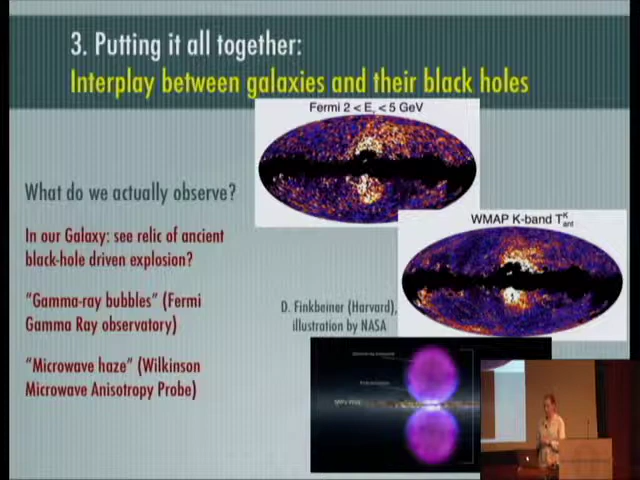 3. Putting it all together:
Interplay between galaxies and their black holes
Fermi 2 < E, < 5 GeV
What do we actually observe?
WMAP K-band T
In our Galaxy: see relic of ancient
black-hole driven explosion?
"Gamma-ray bubbles" (Fermi
Gamma Ray observatory)
D. Finkbeiner (Harvard),
illustration by NASA
"Microwave haze" (Wilkinson
Microwave Anisotropy Probe)